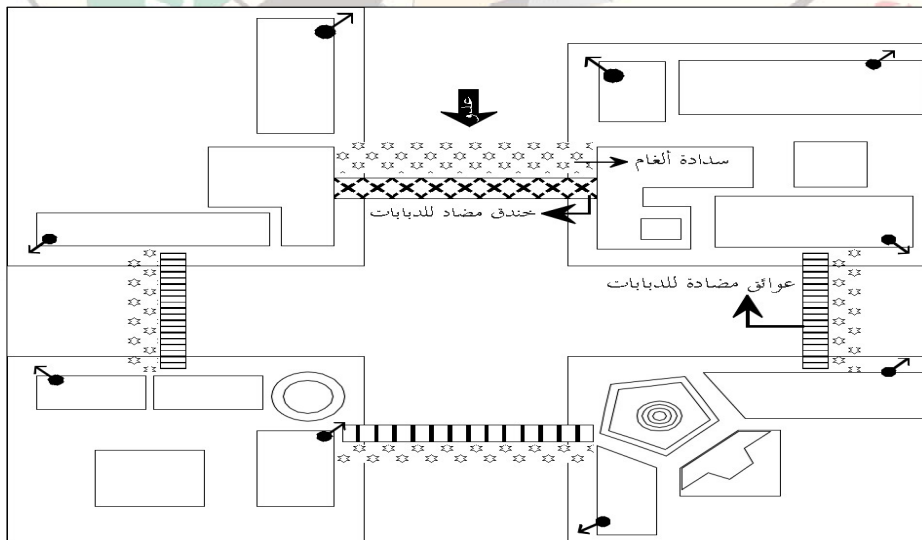 عدو
سدادة ألغام
خندق مضاد للدبابات
عوائق مضادة للدبابات